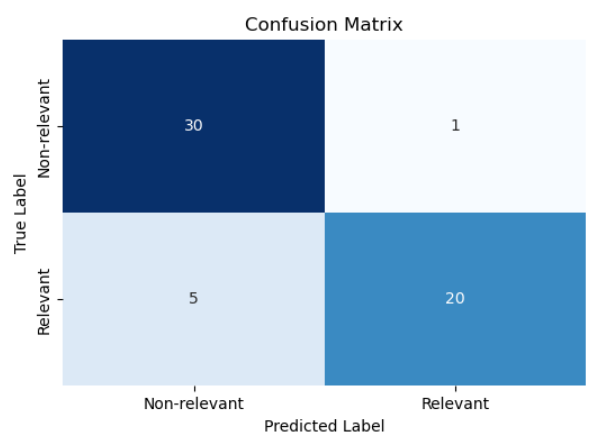 Confusion Matrix
True Label
Non-relevant
30
1
Relevant
5
20
Non-relevant
Relevant
Predicted Label